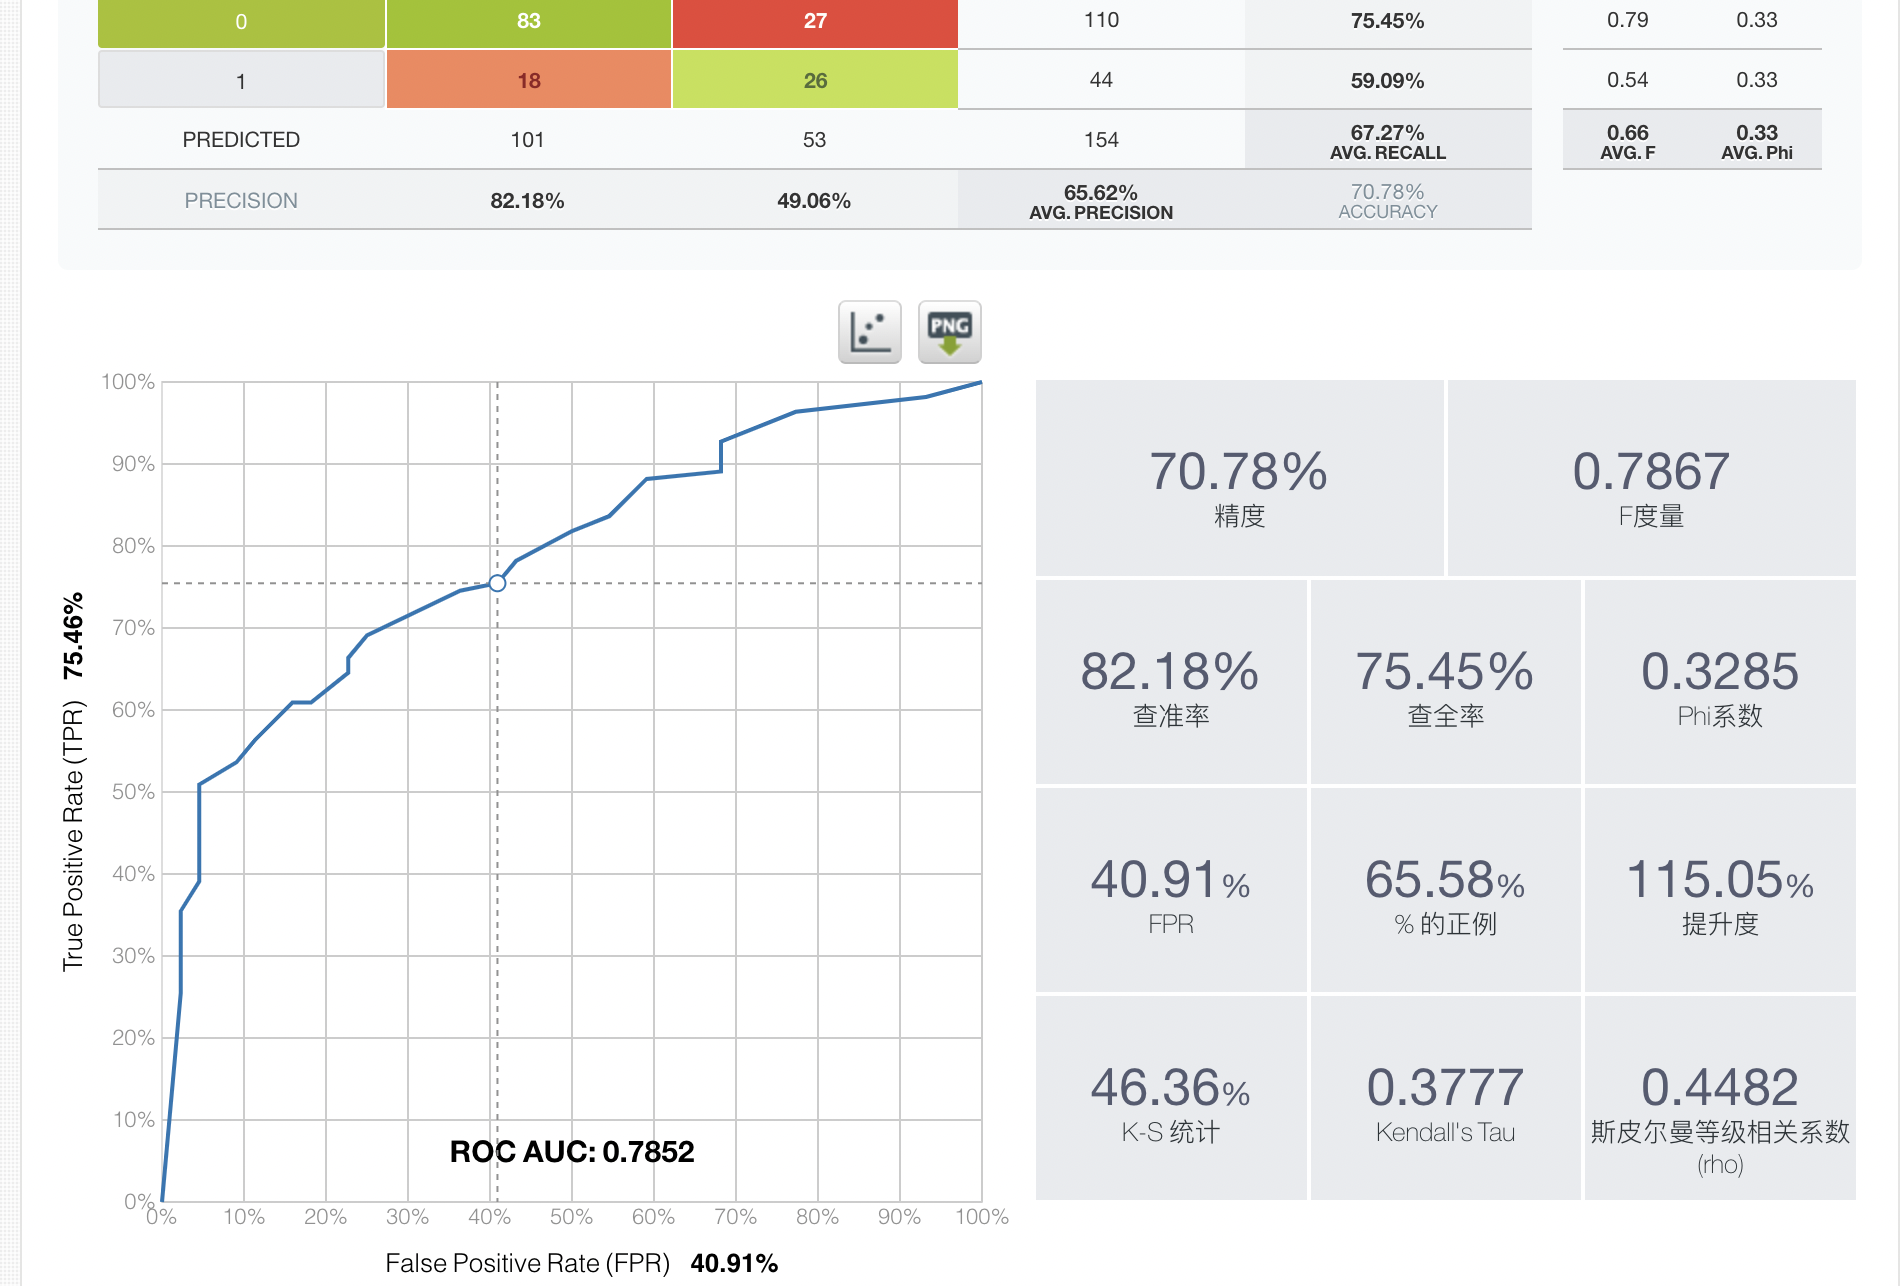 0 83 27 110 75.45% 0.79 0.33
1 18 26 44 59.09% 0.54 0.33
PREDICTED 101 53 154 67.27% 0.66 0.33
AVG. RECALL AVG. F AVG. Phi
PRECISION 82.18% 49.06% 65.62% 70.78%
AVG. PRECISION ACCURACY
PNG
100%
90%
80%
70%
60%
50%
40%
30%
20%
10%
0%
True Positive Rate (TPR) 75.46%
ROC AUC: 0.7852
0% 10% 20% 30% 40% 50% 60% 70% 80% 90% 100%
False Positive Rate (FPR) 40.91%
70.78%
精度
0.7867
F度量
82.18%
查准率
75.45%
查全率
0.3285
Phi系数
40.91%
FPR
65.58%
% 的正例
115.05%
提升度
46.36%
K-S 统计
0.3777
Kendall's Tau
0.4482
斯皮尔曼等级相关系数
(rho)